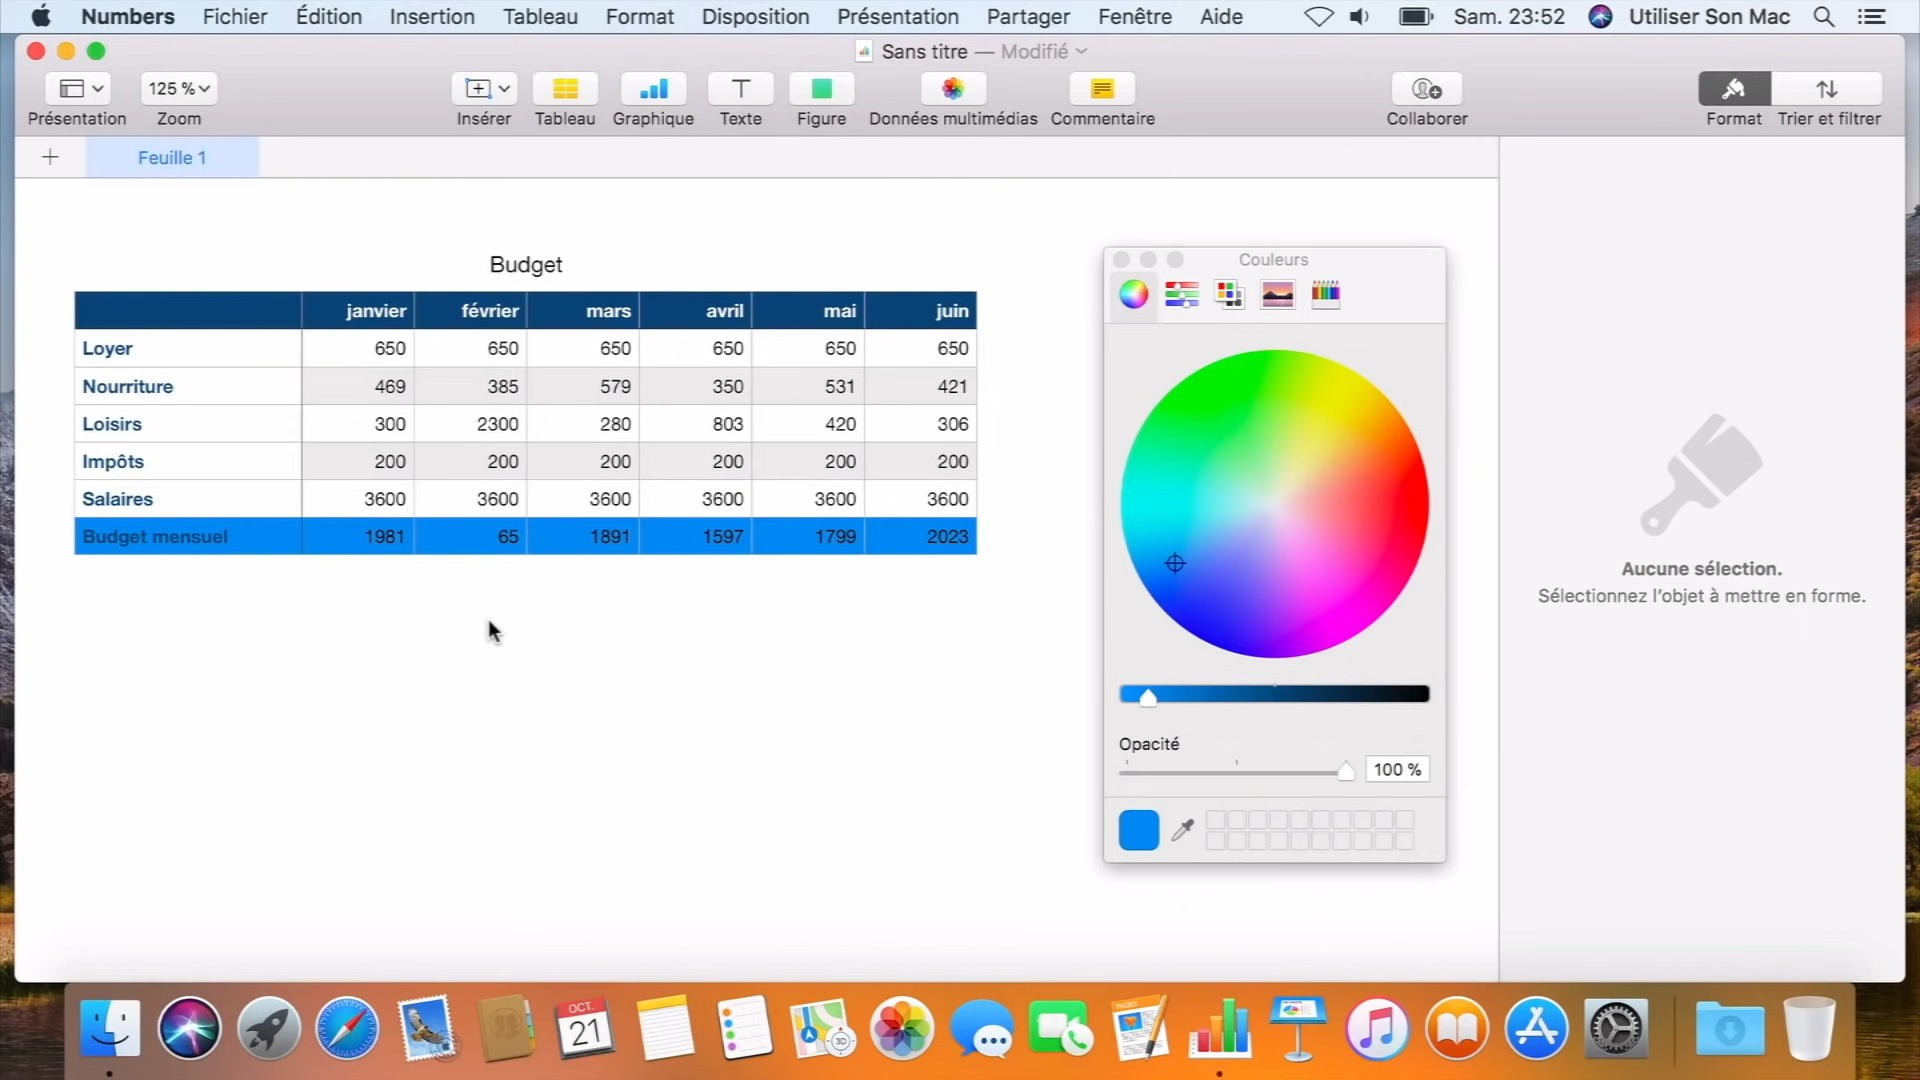 Numbers Fichier Édition Insertion Tableau Format Disposition Présentation Partager Fenêtre Aide Sam. 23:52 Utiliser Son Mac
Sans titre — Modifié
125 %
Présentation Zoom Insérer Tableau Graphique Texte Figure Données multimédias Commentaire Collaborer Format Trier et filtrer
Feuille 1
Budget
janvier février mars avril mai juin
Loyer 650 650 650 650 650 650
Nourriture 469 385 579 350 531 421
Loisirs 300 2300 280 803 420 306
Impôts 200 200 200 200 200 200
Salaires 3600 3600 3600 3600 3600 3600
Budget mensuel 1981 65 1891 1597 1799 2023
Couleurs
Opacité
100 %
Aucune sélection.
Sélectionnez l'objet à mettre en forme.
OCT.
21
3D
PAGES